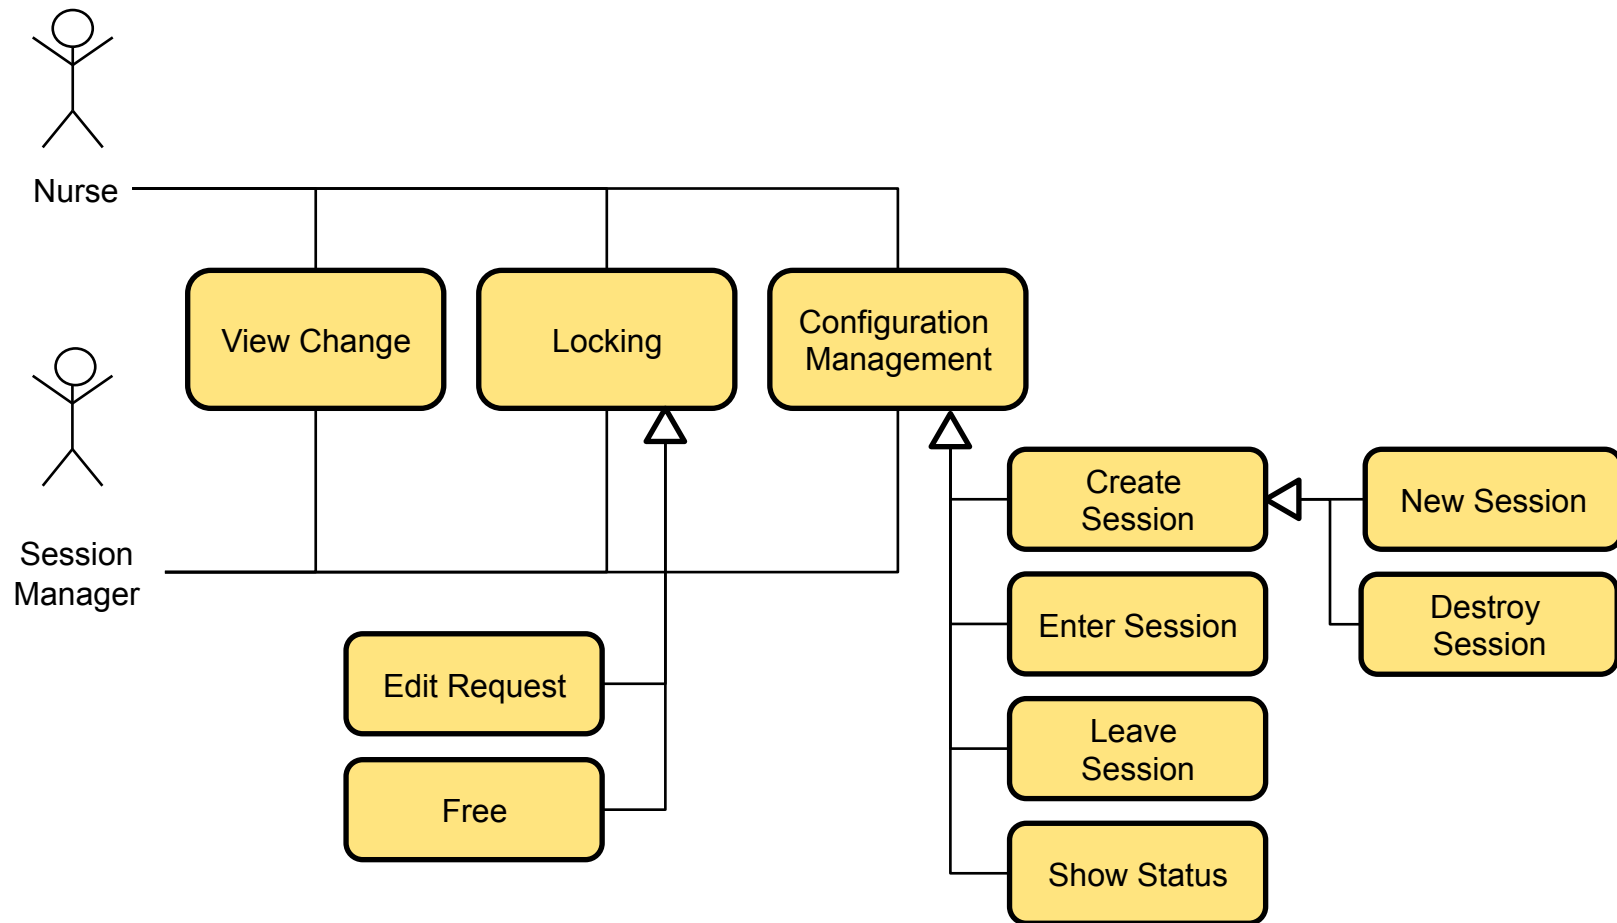 Nurse
View Change
Locking
Configuration
Management
Session
Manager
Create
Session
New Session
Enter Session
Destroy
Session
Edit Request
Leave
Session
Free
Show Status